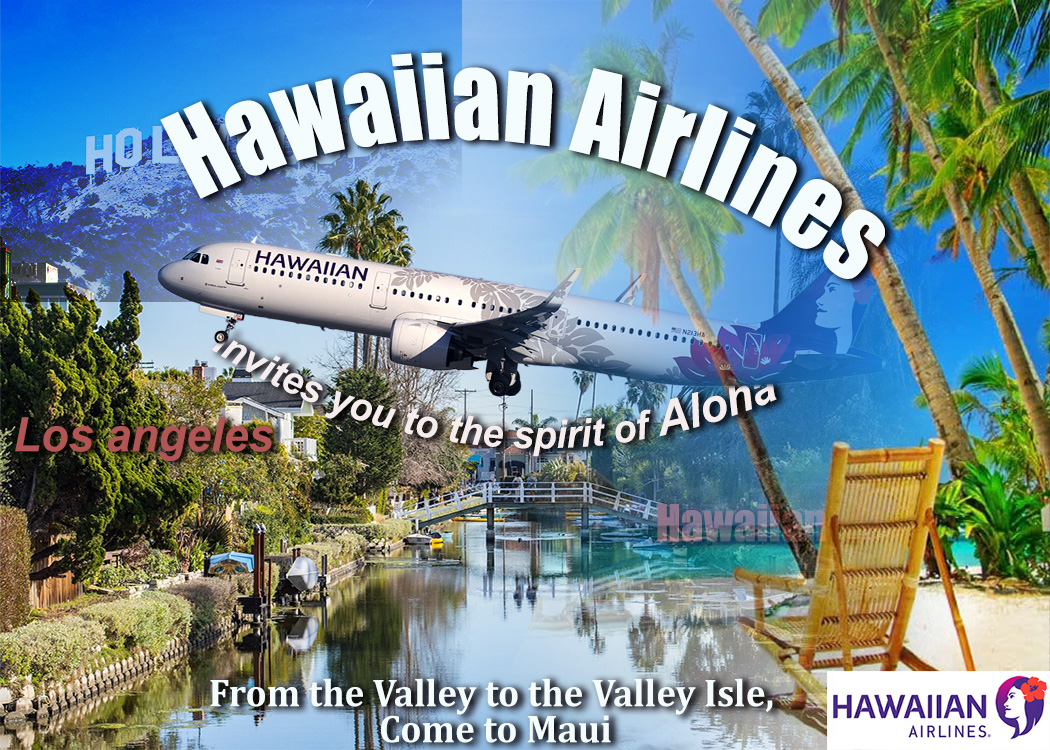 Hawaiian Airlines
HOL
HAWAIIAN
N213HA
invites you to the spirit of Aloha
Los angeles
Hawaiian
From the Valley to the Valley Isle,
Come to Maui
HAWAIIAN
AIRLINES.